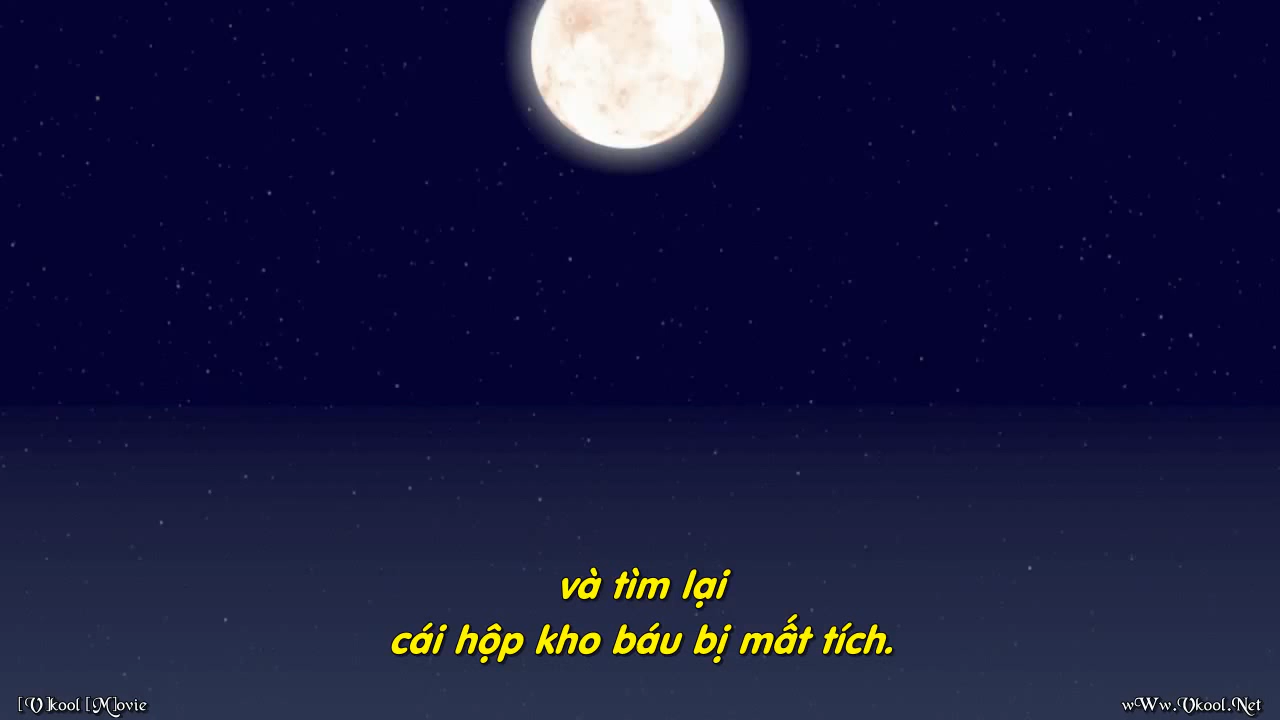 và tìm lại
cái hộp kho báu bị mất tích.
[V]kool [M]ovie
wWw.Vkool.Net